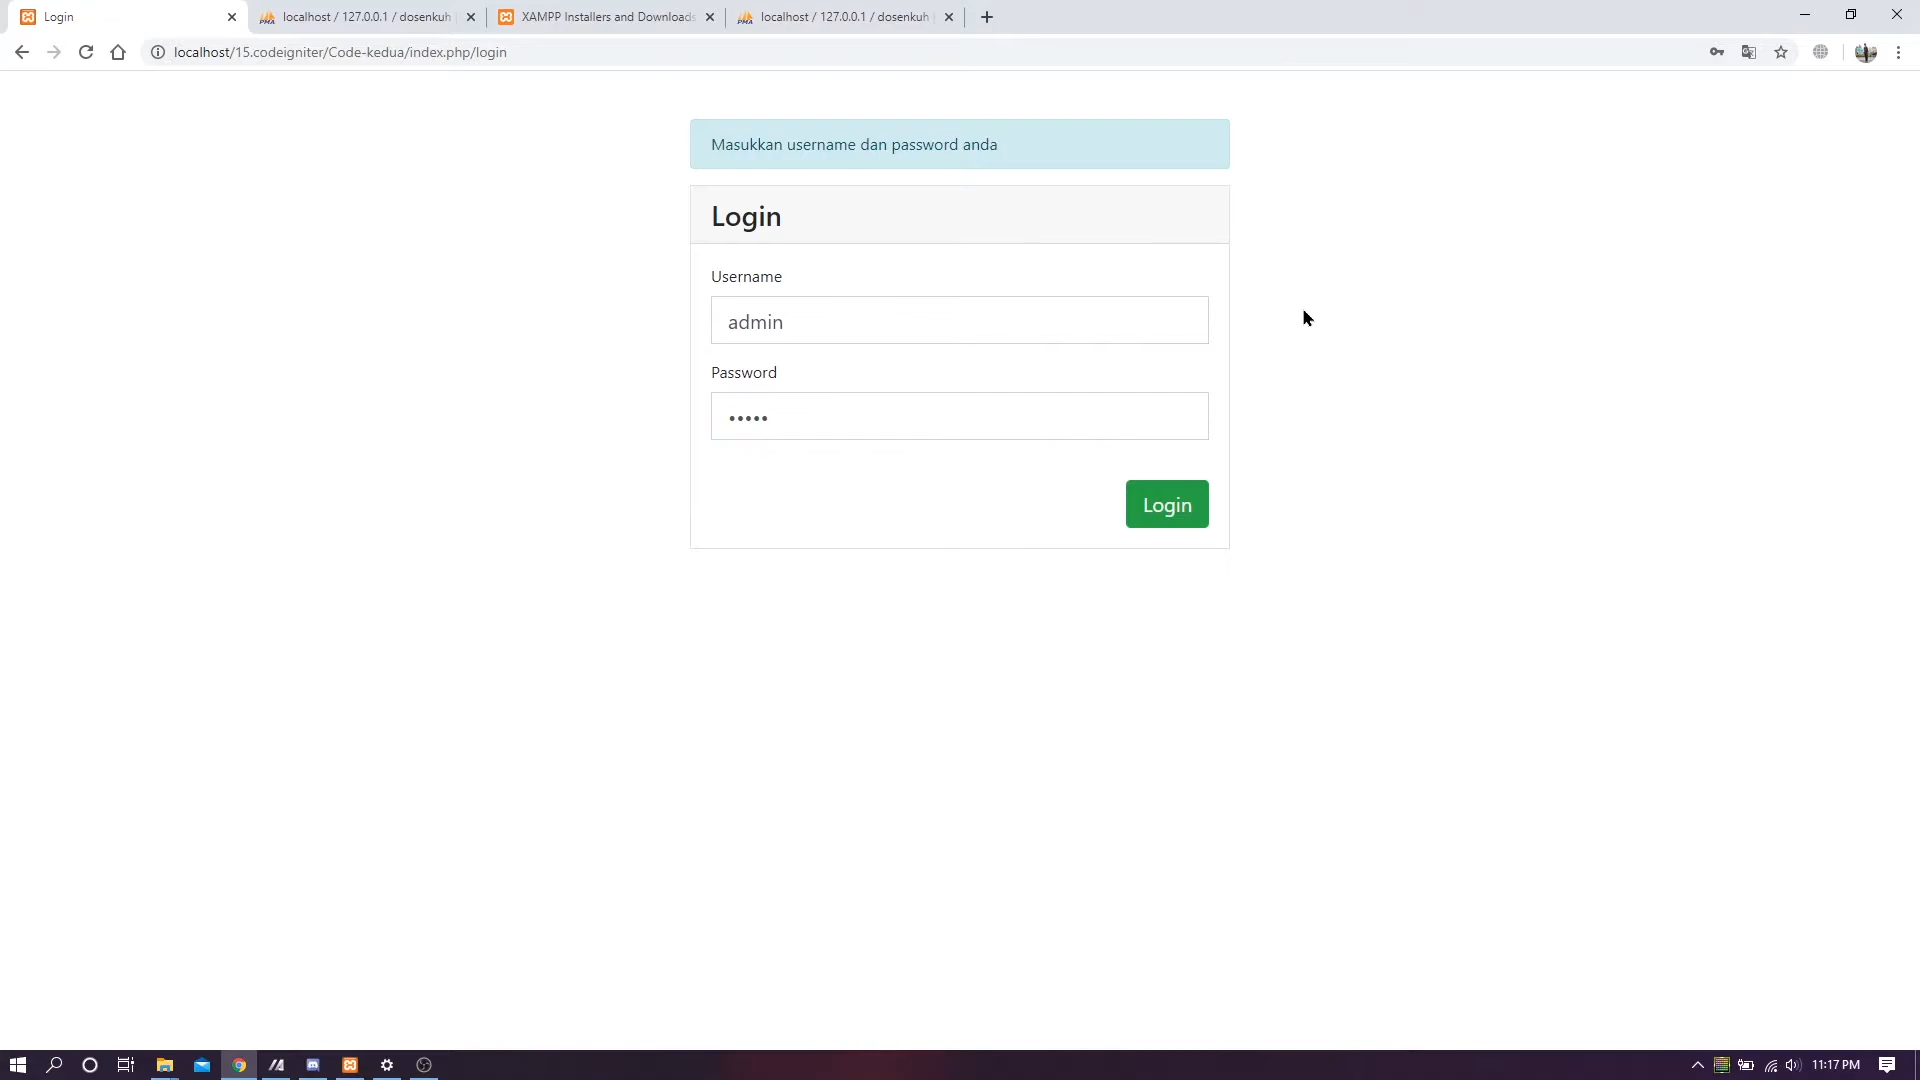 Login
localhost / 127.0.0.1 / dosenkuh
XAMPP Installers and Downloads
localhost / 127.0.0.1 / dosenkuh
localhost/15.codeigniter/Code-kedua/index.php/login
Masukkan username dan password anda
Login
Username
admin
Password
•••••
Login
11:17 PM